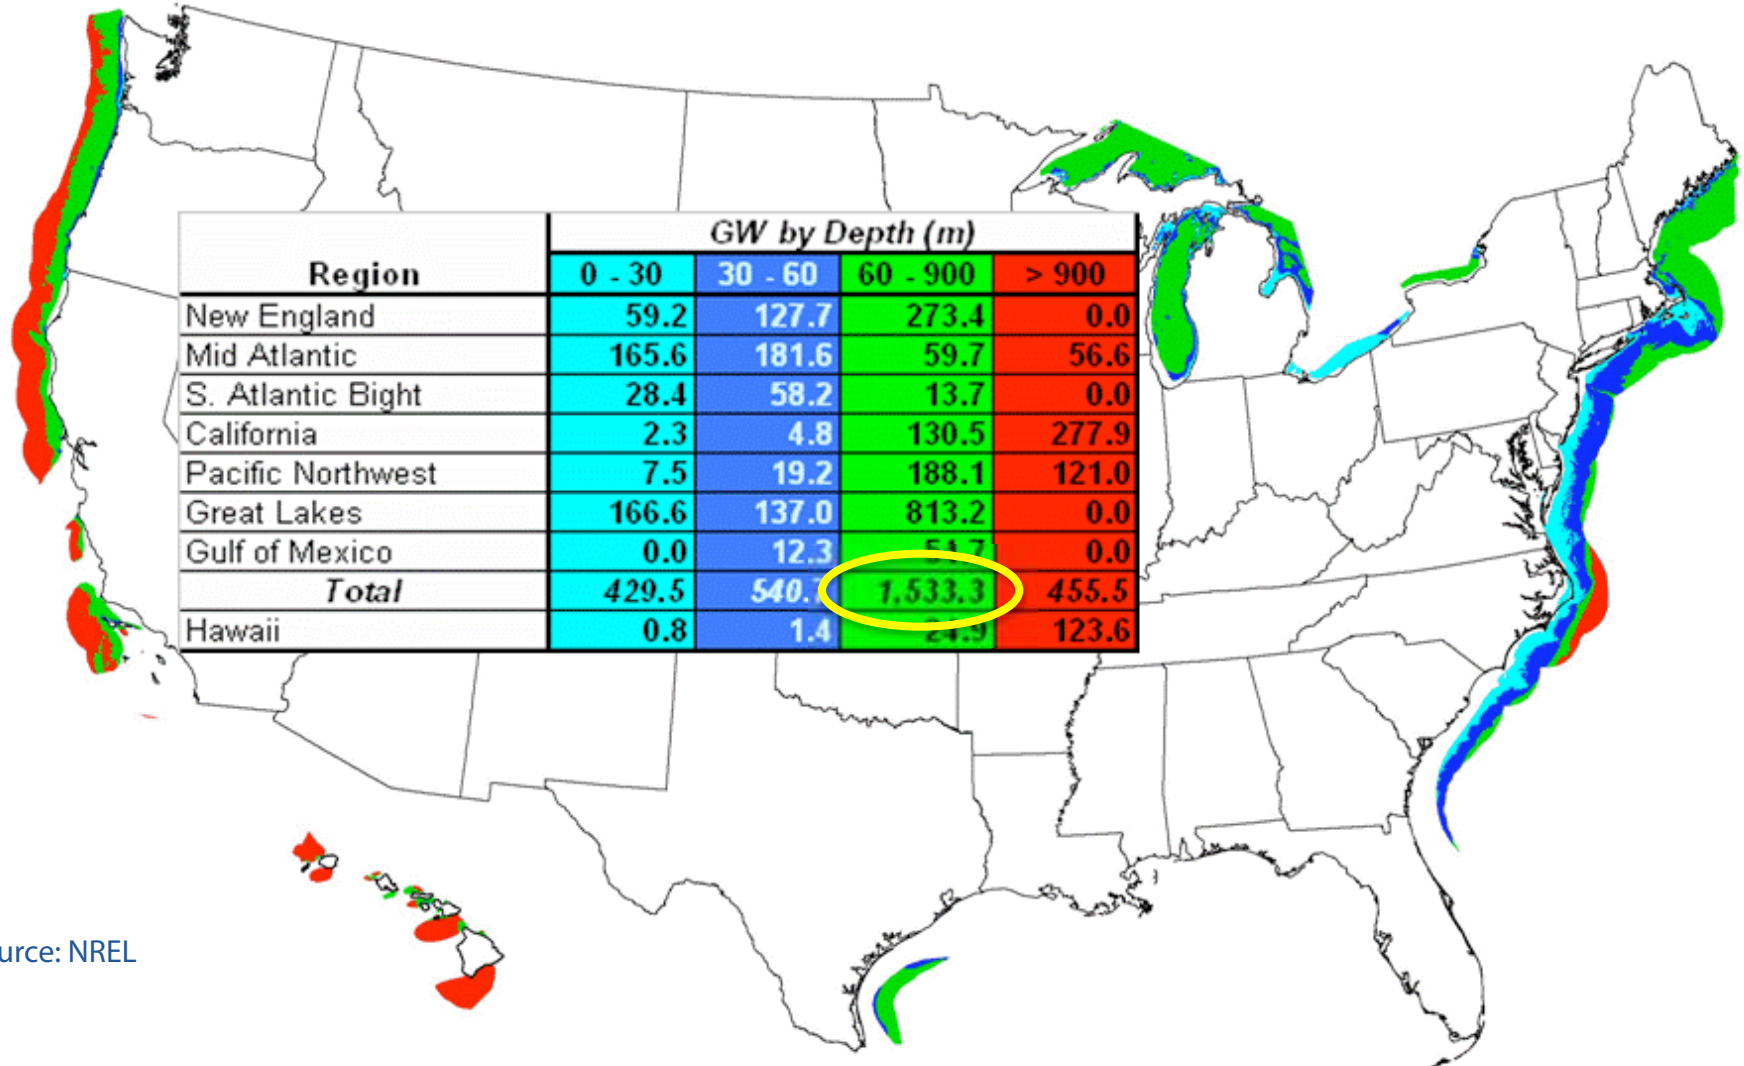 GW by Depth (m)
Region 0 - 30 30 - 60 60 - 900 > 900
New England 59.2 127.7 273.4 0.0
Mid Atlantic 165.6 181.6 59.7 56.6
S. Atlantic Bight 28.4 58.2 13.7 0.0
California 2.3 4.8 130.5 277.9
Pacific Northwest 7.5 19.2 188.1 121.0
Great Lakes 166.6 137.0 813.2 0.0
Gulf of Mexico 0.0 12.3 54.7 0.0
Total 429.5 540. 1,533.3 455.5
Hawaii 0.8 1.4 24.9 123.6
urce: NREL